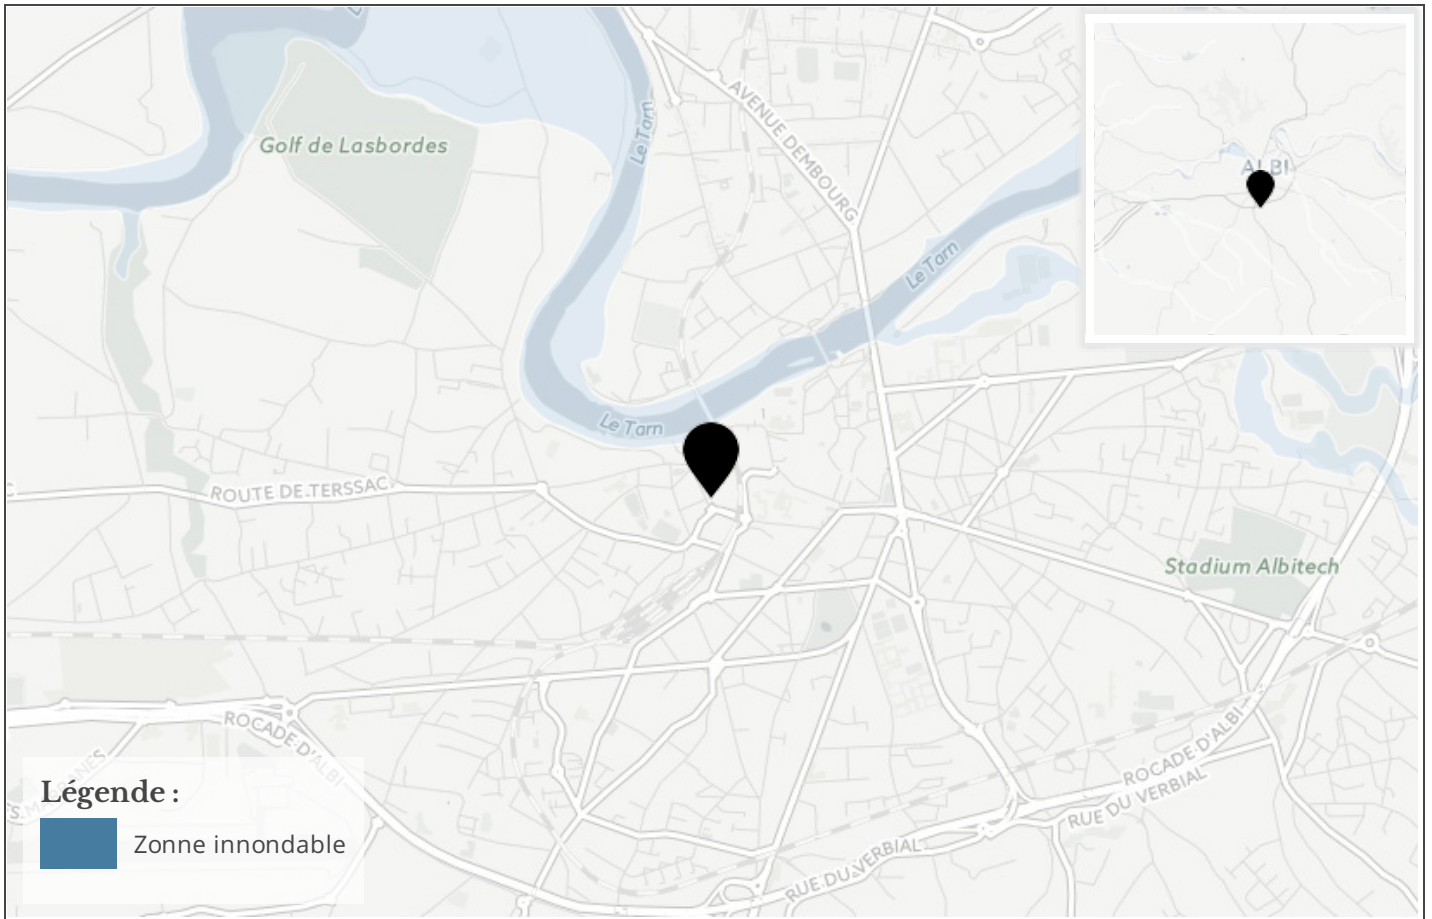 Le Tarn
AVENUE DEMBOURG
Golf de Lasbordes
ALBI
Le Tarn
Le Tarn
ROUTE DE TERSSAC
Stadium Albitech
ROCADE D'ALBI
ROCADE D'ALBI
RUE DU VERBIAL
RUE DU VERBIAL
Légende :
Zonne innondable